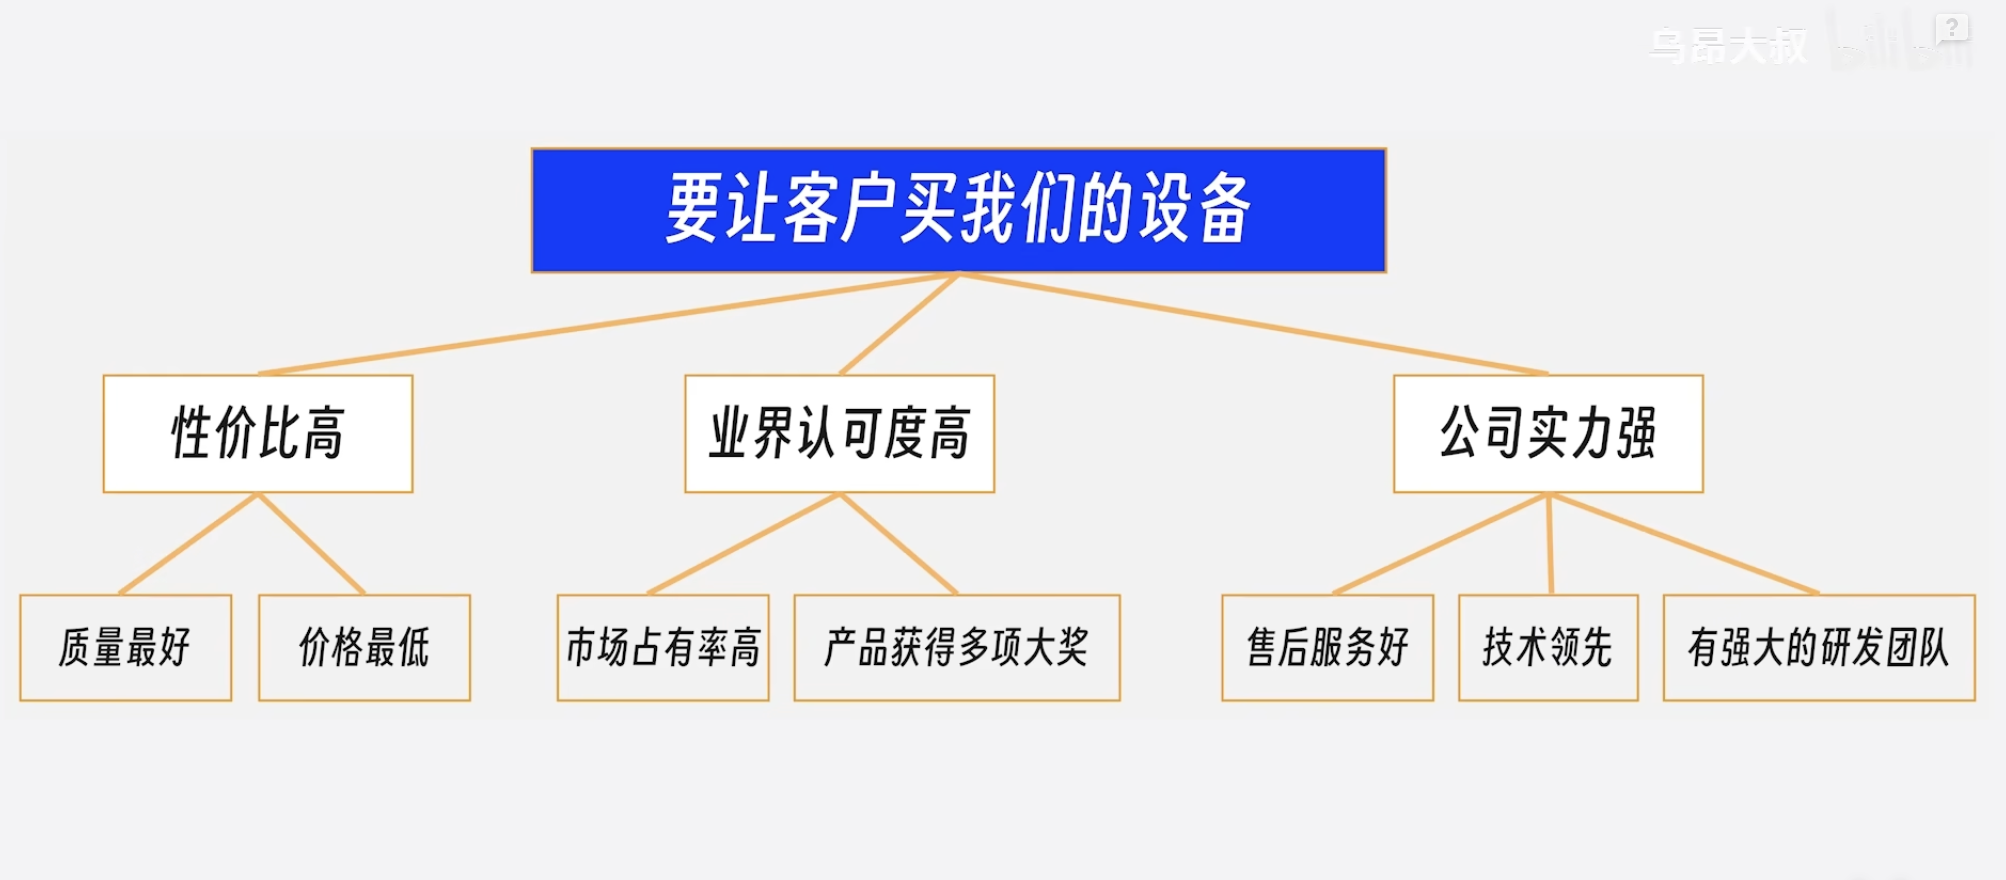 乌昂大叔 bilibili
要让客户买我们的设备
性价比高
业界认可度高
公司实力强
质量最好
价格最低
市场占有率高
产品获得多项大奖
售后服务好
技术领先
有强大的研发团队